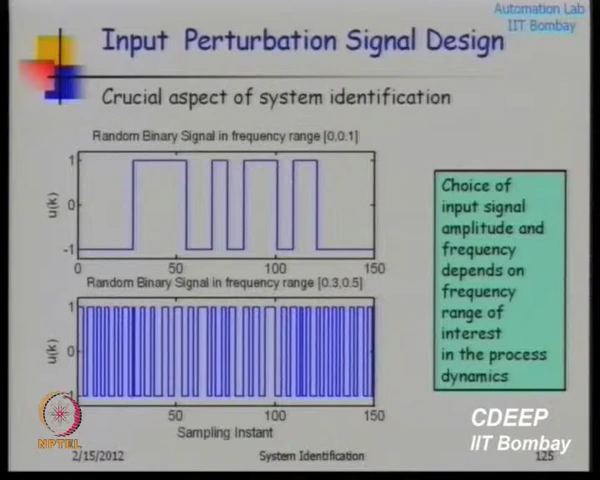 Automation Lab
IIT Bombay
Input Perturbation Signal Design
Crucial aspect of system identification
Random Binary Signal in frequency range [0,0.1]
1
0
-1
u(k)
0 50 100 150
Random Binary Signal in frequency range [0.3,0.5]
1
0
u(k)
50 100 150
Sampling Instant
Choice of
input signal
amplitude and
frequency
depends on
frequency
range of
interest
in the process
dynamics
NPTEL
CDEEP
IIT Bombay
2/15/2012 System Identification 125